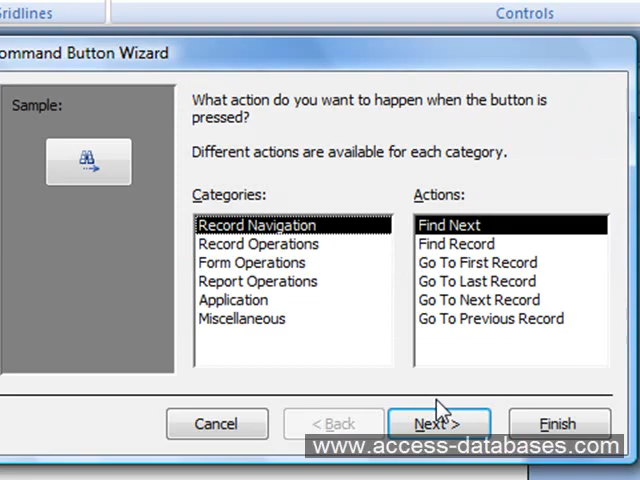 Gridlines
Controls
ommand Button Wizard
Sample:
What action do you want to happen when the button is
pressed?
Different actions are available for each category.
Categories:
Actions:
Record Navigation
Record Operations
Form Operations
Report Operations
Application
Miscellaneous
Find Next
Find Record
Go To First Record
Go To Last Record
Go To Next Record
Go To Previous Record
Cancel
< Back
Next >
Finish
www.access-databases.com